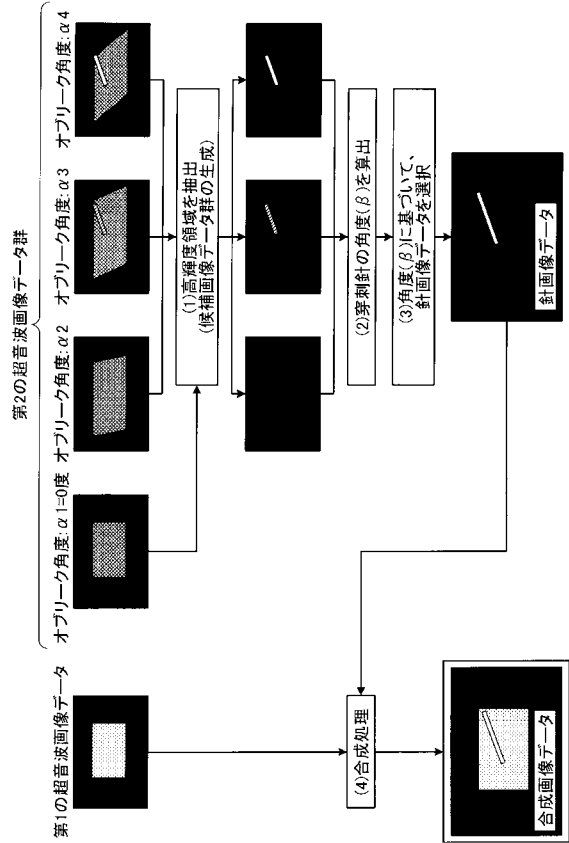 第2の超音波画像データ群
第1の超音波画像データ
オブリーク角度:α1=0度
オブリーク角度:α2
オブリーク角度:α3
オブリーク角度:α4
(1)高輝度領域を抽出
(候補画像データ群の生成)
(2)穿刺針の角度(β)を算出
(3)角度(β)に基づいて、
針画像データを選択
針画像データ
(4)合成処理
合成画像データ